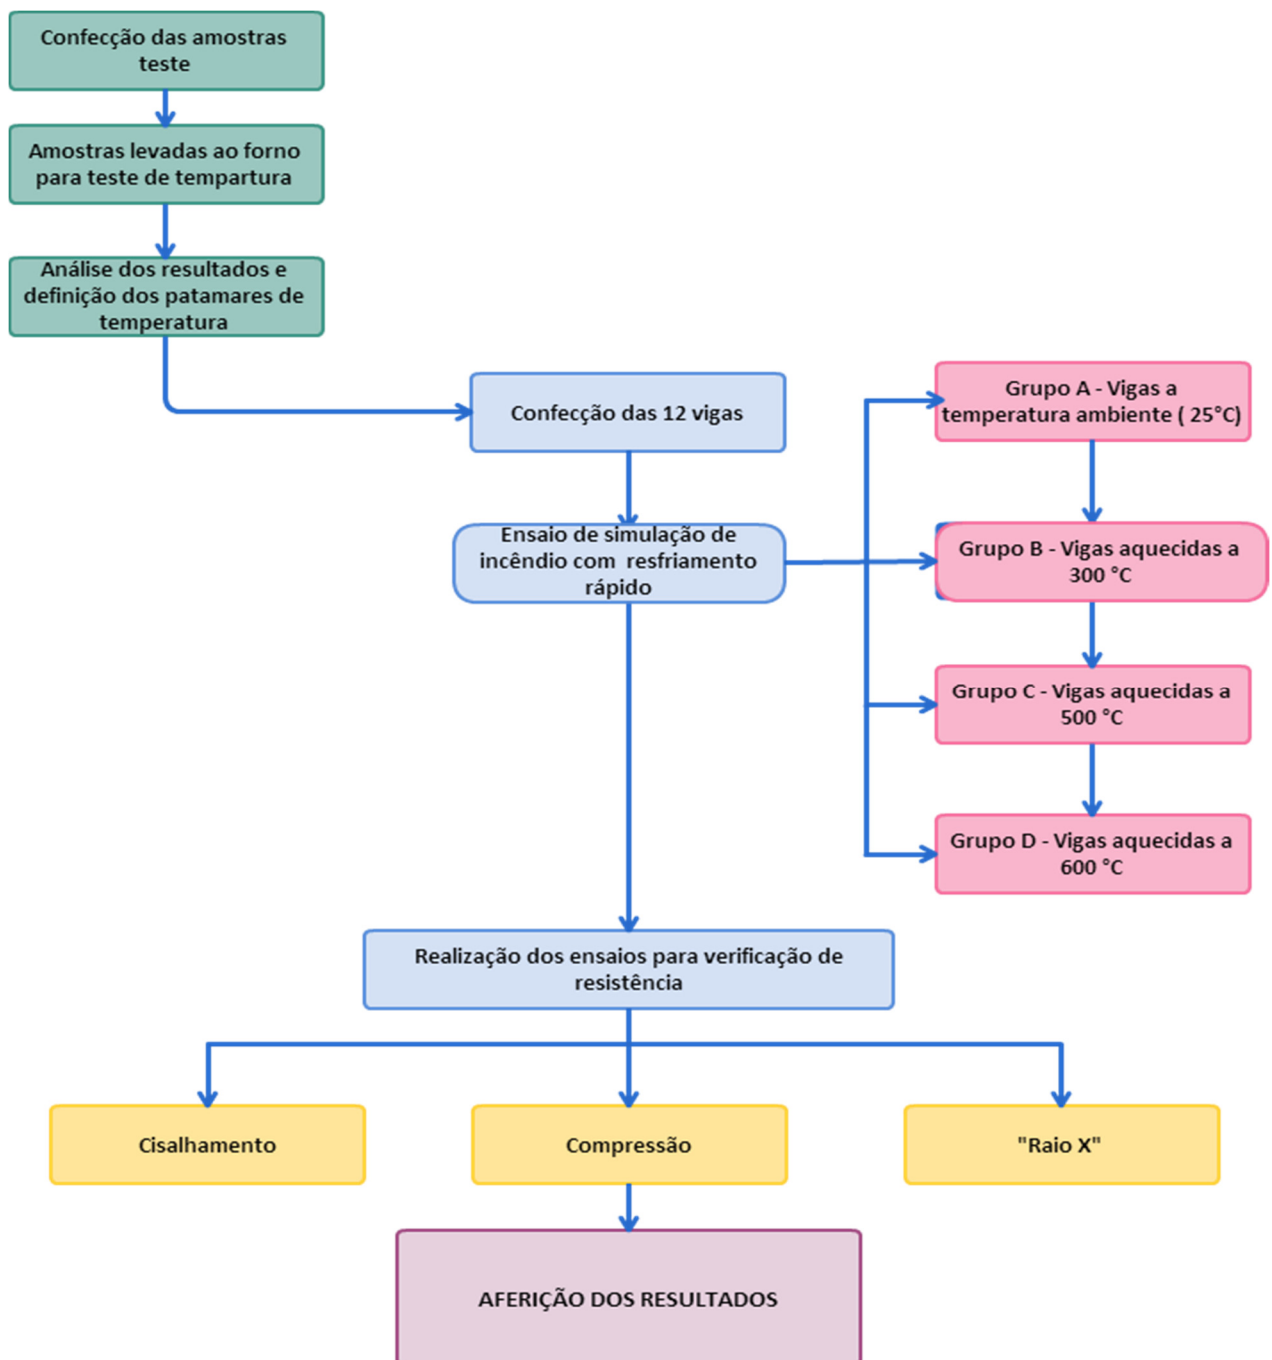 Confecção das amostras
teste
Amostras levadas ao forno
para teste de tempartura
Análise dos resultados e
definição dos patamares de
temperatura
Confecção das 12 vigas
Ensaio de simulação de
incêndio com  resfriamento
rápido
Grupo A - Vigas a
temperatura ambiente ( 25°C)
Grupo B - Vigas aquecidas a
300 °C
Grupo C - Vigas aquecidas a
500 °C
Grupo D - Vigas aquecidas a
600 °C
Realização dos ensaios para verificação de
resistência
Cisalhamento
Compressão
"Raio X"
AFERIÇÃO DOS RESULTADOS